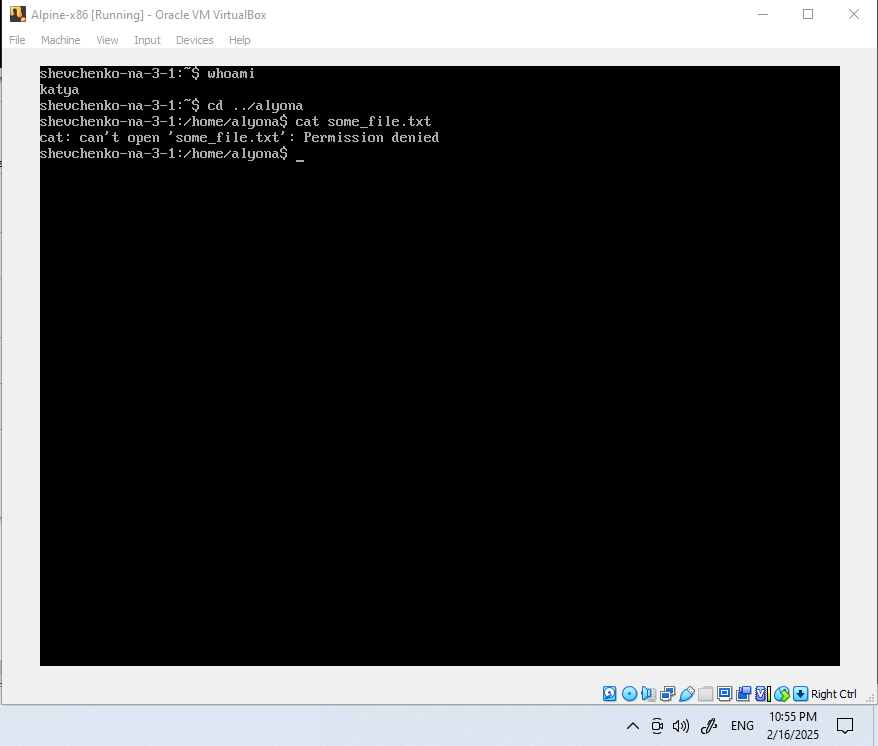 Alpine-x86 [Running] - Oracle VM VirtualBox
File Machine View Input Devices Help
shevchenko-na-3-1:~$ whoami
katya
shevchenko-na-3-1:~$ cd ../alyona
shevchenko-na-3-1:/home/alyona$ cat some_file.txt
cat: can't open 'some_file.txt': Permission denied
shevchenko-na-3-1:/home/alyona$ _
Right Ctrl
ENG
10:55 PM
2/16/2025